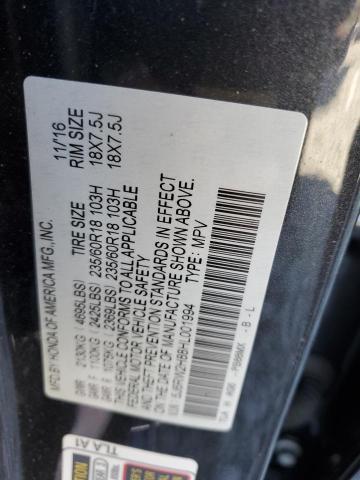 MFD. BY HONDA OF AMERICA MFG., INC. 11/16
TIRE SIZE RIM SIZE
GVWR 2130KG ( 4695LBS)
GAWR F 1100KG ( 2425LBS) 235/60R18 103H 18X7.5J
GAWR R 1075KG ( 2369LBS) 235/60R18 103H 18X7.5J
THIS VEHICLE CONFORMS TO ALL APPLICABLE
FEDERAL MOTOR VEHICLE SAFETY
AND THEFT PREVENTION STANDARDS IN EFFECT
ON THE DATE OF MANUFACTURE SHOWN ABOVE.
TYPE: MPV
- B - L
TLA A1